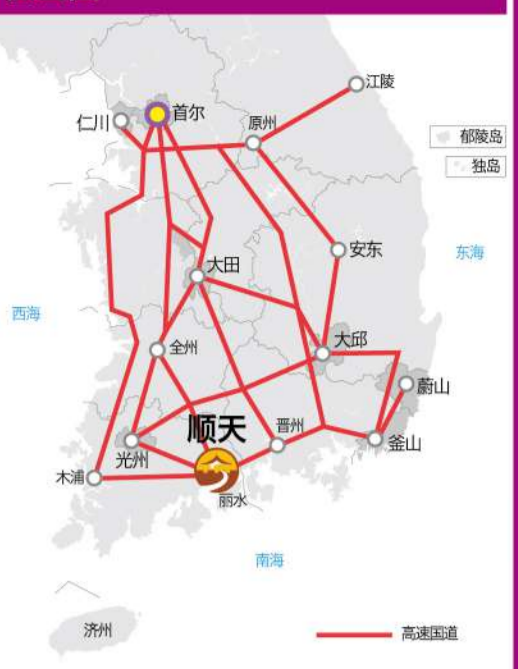 江陵
仁川
首尔
原州
郁陵岛
独岛
安东
东海
大田
西海
大邱
全州
蔚山
顺天
晋州
釜山
光州
木浦
丽水
南海
济州
高速国道